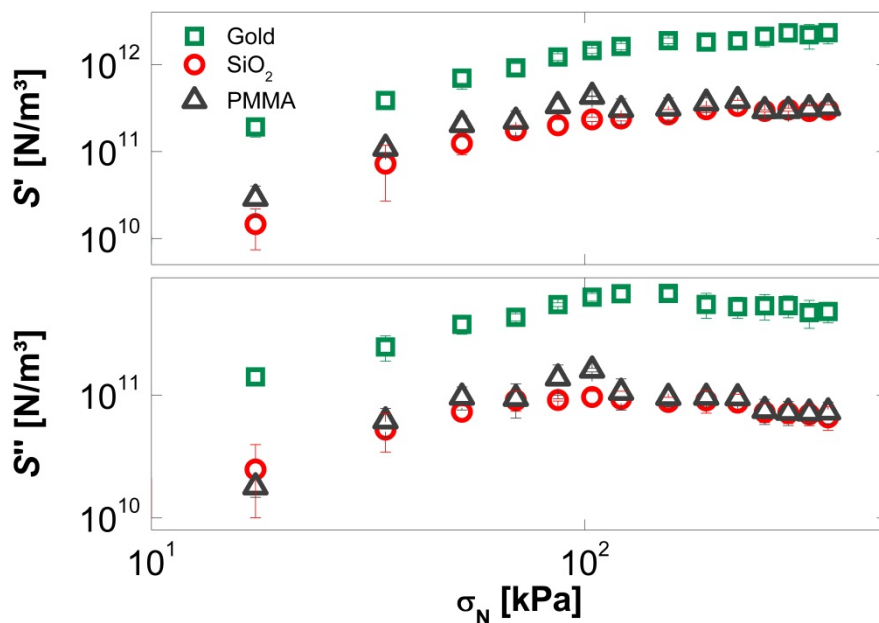 Gold
SiO₂
PMMA
S' [N/m³]
10¹²
10¹¹
10¹⁰
S'' [N/m³]
10¹¹
10¹⁰
10¹
10²
σN [kPa]